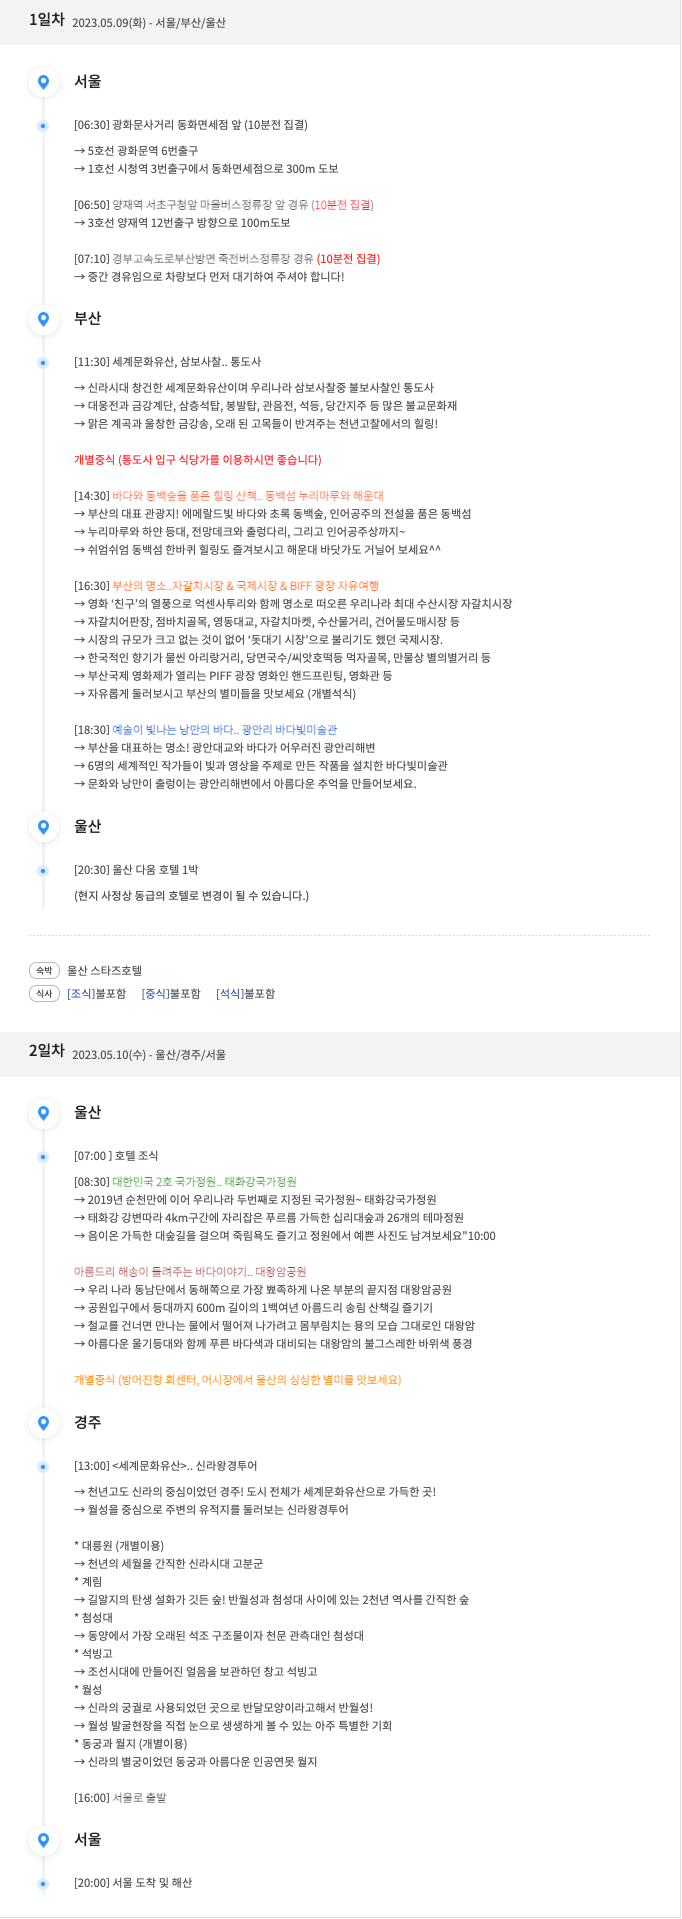 1일차 2023.05.09(화) - 서울/부산/울산
서울
[06:30] 광화문사거리 동화면세점 앞 (10분전 집결)
→ 5호선 광화문역 6번출구
→ 1호선 시청역 3번출구에서 동화면세점으로 300m 도보
[06:50] 양재역 서초구청앞 마을버스정류장 앞 경유 (10분전 집결)
→ 3호선 양재역 12번출구 방향으로 100m도보
[07:10] 경부고속도로부산방면 죽전버스정류장 경유 (10분전 집결)
→ 중간 경유임으로 차량보다 먼저 대기하여 주셔야 합니다!
부산
[11:30] 세계문화유산, 삼보사찰.. 통도사
→ 신라시대 창건한 세계문화유산이며 우리나라 삼보사찰중 불보사찰인 통도사
→ 대웅전과 금강계단, 삼층석탑, 봉발탑, 관음전, 석등, 당간지주 등 많은 불교문화재
→ 맑은 계곡과 울창한 금강송, 오래 된 고목들이 반겨주는 천년고찰에서의 힐링!
개별중식 (통도사 입구 식당가를 이용하시면 좋습니다)
[14:30] 바다와 동백숲을 품은 힐링 산책.. 동백섬 누리마루와 해운대
→ 부산의 대표 관광지! 에메랄드빛 바다와 초록 동백숲, 인어공주의 전설을 품은 동백섬
→ 누리마루와 하얀 등대, 전망데크와 출렁다리, 그리고 인어공주상까지~
→ 쉬엄쉬엄 동백섬 한바퀴 힐링도 즐겨보시고 해운대 바닷가도 거닐어 보세요^^
[16:30] 부산의 명소..자갈치시장 & 국제시장 & BIFF 광장 자유여행
→ 영화 ‘친구’의 열풍으로 억센사투리와 함께 명소로 떠오른 우리나라 최대 수산시장 자갈치시장
→ 자갈치어판장, 점바치골목, 영동대교, 자갈치마켓, 수산물거리, 건어물도매시장 등
→ 시장의 규모가 크고 없는 것이 없어 ‘돗대기 시장’으로 불리기도 했던 국제시장.
→ 한국적인 향기가 물씬 아리랑거리, 당면국수/씨앗호떡등 먹자골목, 만물상 별의별거리 등
→ 부산국제 영화제가 열리는 PIFF 광장 영화인 핸드프린팅, 영화관 등
→ 자유롭게 둘러보시고 부산의 별미들을 맛보세요 (개별석식)
[18:30] 예술이 빛나는 낭만의 바다.. 광안리 바다빛미술관
→ 부산을 대표하는 명소! 광안대교와 바다가 어우러진 광안리해변
→ 6명의 세계적인 작가들이 빛과 영상을 주제로 만든 작품을 설치한 바다빛미술관
→ 문화와 낭만이 출렁이는 광안리해변에서 아름다운 추억을 만들어보세요.
울산
[20:30] 울산 다움 호텔 1박
(현지 사정상 동급의 호텔로 변경이 될 수 있습니다.)
숙박 울산 스타즈호텔
식사 [조식]불포함 [중식]불포함 [석식]불포함
2일차 2023.05.10(수) - 울산/경주/서울
울산
[07:00 ] 호텔 조식
[08:30] 대한민국 2호 국가정원.. 태화강국가정원
→ 2019년 순천만에 이어 우리나라 두번째로 지정된 국가정원~ 태화강국가정원
→ 태화강 강변따라 4km구간에 자리잡은 푸르름 가득한 십리대숲과 26개의 테마정원
→ 음이온 가득한 대숲길을 걸으며 죽림욕도 즐기고 정원에서 예쁜 사진도 남겨보세요"10:00
아름드리 해송이 들려주는 바다이야기.. 대왕암공원
→ 우리 나라 동남단에서 동해쪽으로 가장 뾰족하게 나온 부분의 끝지점 대왕암공원
→ 공원입구에서 등대까지 600m 길이의 1백여년 아름드리 송림 산책길 즐기기
→ 철교를 건너면 만나는 물에서 떨어져 나가려고 몸부림치는 용의 모습 그대로인 대왕암
→ 아름다운 울기등대와 함께 푸른 바다색과 대비되는 대왕암의 불그스레한 바위색 풍경
개별중식 (방어진항 회센터, 어시장에서 울산의 싱싱한 별미를 맛보세요)
경주
[13:00] <세계문화유산>.. 신라왕경투어
→ 천년고도 신라의 중심이었던 경주! 도시 전체가 세계문화유산으로 가득한 곳!
→ 월성을 중심으로 주변의 유적지를 둘러보는 신라왕경투어
* 대릉원 (개별이용)
→ 천년의 세월을 간직한 신라시대 고분군
* 계림
→ 길알지의 탄생 설화가 깃든 숲! 반월성과 첨성대 사이에 있는 2천년 역사를 간직한 숲
* 첨성대
→ 동양에서 가장 오래된 석조 구조물이자 천문 관측대인 첨성대
* 석빙고
→ 조선시대에 만들어진 얼음을 보관하던 창고 석빙고
* 월성
→ 신라의 궁궐로 사용되었던 곳으로 반달모양이라고해서 반월성!
→ 월성 발굴현장을 직접 눈으로 생생하게 볼 수 있는 아주 특별한 기회
* 동궁과 월지 (개별이용)
→ 신라의 별궁이었던 동궁과 아름다운 인공연못 월지
[16:00] 서울로 출발
서울
[20:00] 서울 도착 및 해산